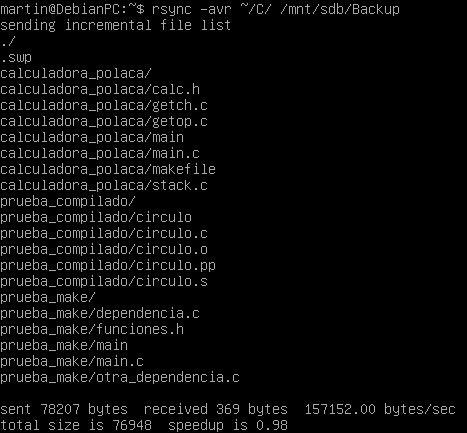 martin@DebianPC:~$ rsync -avr ~/C/ /mnt/sdb/Backup
sending incremental file list
./
.swp
calculadora_polaca/
calculadora_polaca/calc.h
calculadora_polaca/getch.c
calculadora_polaca/getop.c
calculadora_polaca/main
calculadora_polaca/main.c
calculadora_polaca/makefile
calculadora_polaca/stack.c
prueba_compilado/
prueba_compilado/circulo
prueba_compilado/circulo.c
prueba_compilado/circulo.o
prueba_compilado/circulo.pp
prueba_compilado/circulo.s
prueba_make/
prueba_make/dependencia.c
prueba_make/funciones.h
prueba_make/main
prueba_make/main.c
prueba_make/otra_dependencia.c
sent 78207 bytes  received 369 bytes  157152.00 bytes/sec
total size is 76948  speedup is 0.98